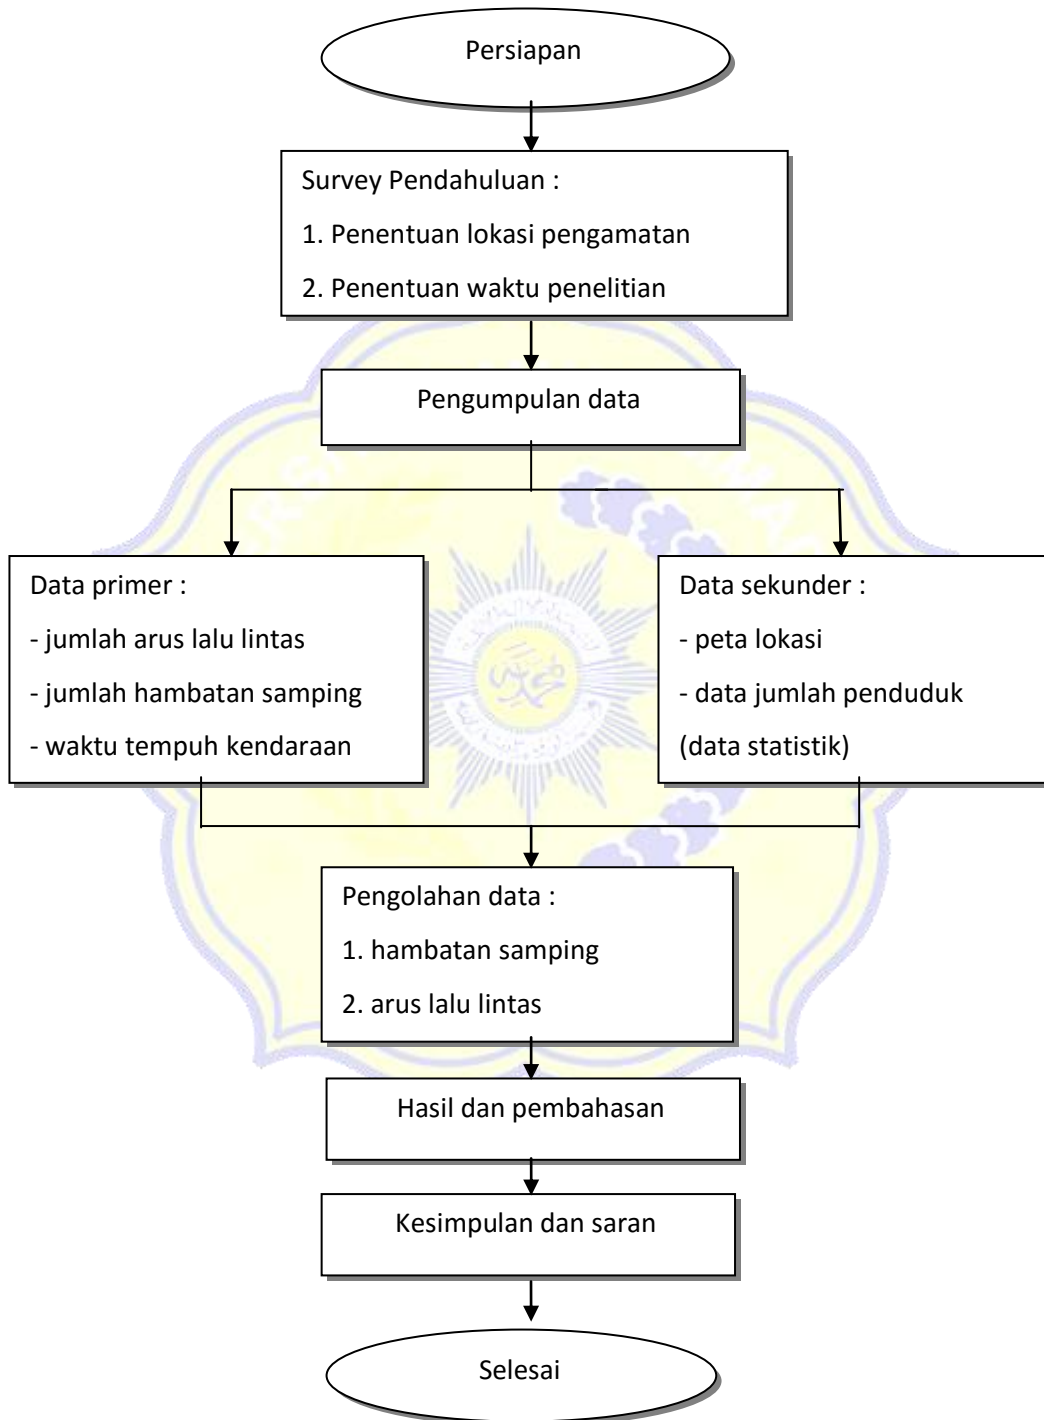 Persiapan
Survey Pendahuluan :
1. Penentuan lokasi pengamatan
2. Penentuan waktu penelitian
Pengumpulan data
Data primer :
- jumlah arus lalu lintas
- jumlah hambatan samping
- waktu tempuh kendaraan
Data sekunder :
- peta lokasi
- data jumlah penduduk
(data statistik)
Pengolahan data :
1. hambatan samping
2. arus lalu lintas
Hasil dan pembahasan
Kesimpulan dan saran
Selesai